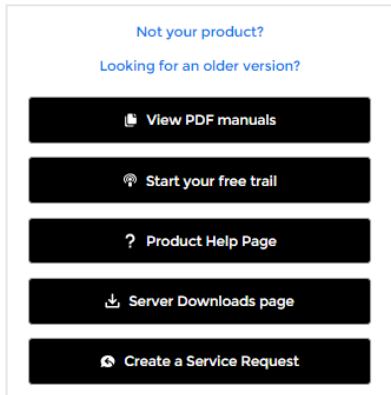 Not your product?
Looking for an older version?
View PDF manuals
Start your free trail
Product Help Page
Server Downloads page
Create a Service Request